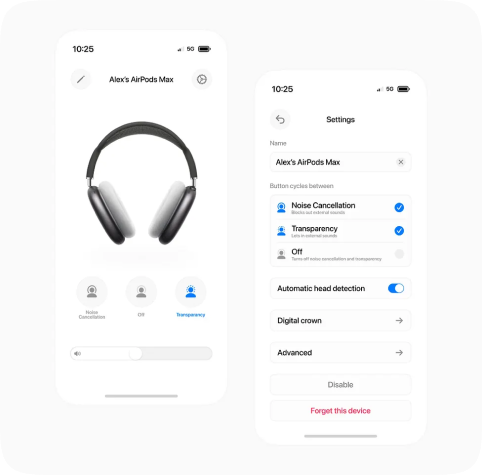 10:25
5G
Alex's AirPods Max
Noise
Cancellation
Off
Transparency
10:25
5G
Settings
Name
Alex's AirPods Max
Button cycles between
Noise Cancellation
Blocks out external sounds
Transparency
Lets in external sounds
Off
Turns off noise cancellation and transparency
Automatic head detection
Digital crown
Advanced
Disable
Forget this device